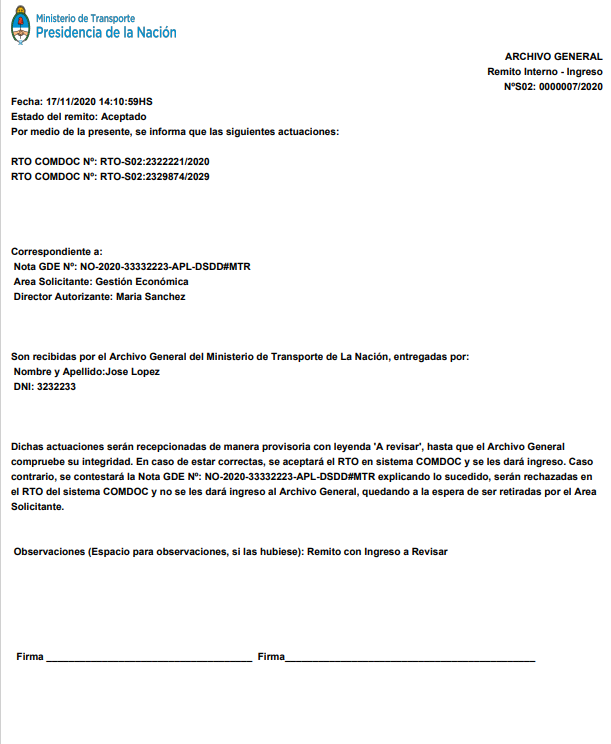 Ministerio de Transporte
Presidencia de la Nación
ARCHIVO GENERAL
Remito Interno - Ingreso
NºS02: 0000007/2020
Fecha: 17/11/2020 14:10:59HS
Estado del remito: Aceptado
Por medio de la presente, se informa que las siguientes actuaciones:
RTO COMDOC Nº: RTO-S02:2322221/2020
RTO COMDOC Nº: RTO-S02:2329874/2029
Correspondiente a:
Nota GDE Nº: NO-2020-33332223-APL-DSDD#MTR
Area Solicitante: Gestión Económica
Director Autorizante: Maria Sanchez
Son recibidas por el Archivo General del Ministerio de Transporte de La Nación, entregadas por:
Nombre y Apellido:Jose Lopez
DNI: 3232233
Dichas actuaciones serán recepcionadas de manera provisoria con leyenda 'A revisar', hasta que el Archivo General
compruebe su integridad. En caso de estar correctas, se aceptará el RTO en sistema COMDOC y se les dará ingreso. Caso
contrario, se contestará la Nota GDE Nº: NO-2020-33332223-APL-DSDD#MTR explicando lo sucedido, serán rechazadas en
el RTO del sistema COMDOC y no se les dará ingreso al Archivo General, quedando a la espera de ser retiradas por el Area
Solicitante.
Observaciones (Espacio para observaciones, si las hubiese): Remito con Ingreso a Revisar
Firma _____________________________________ Firma_____________________________________________